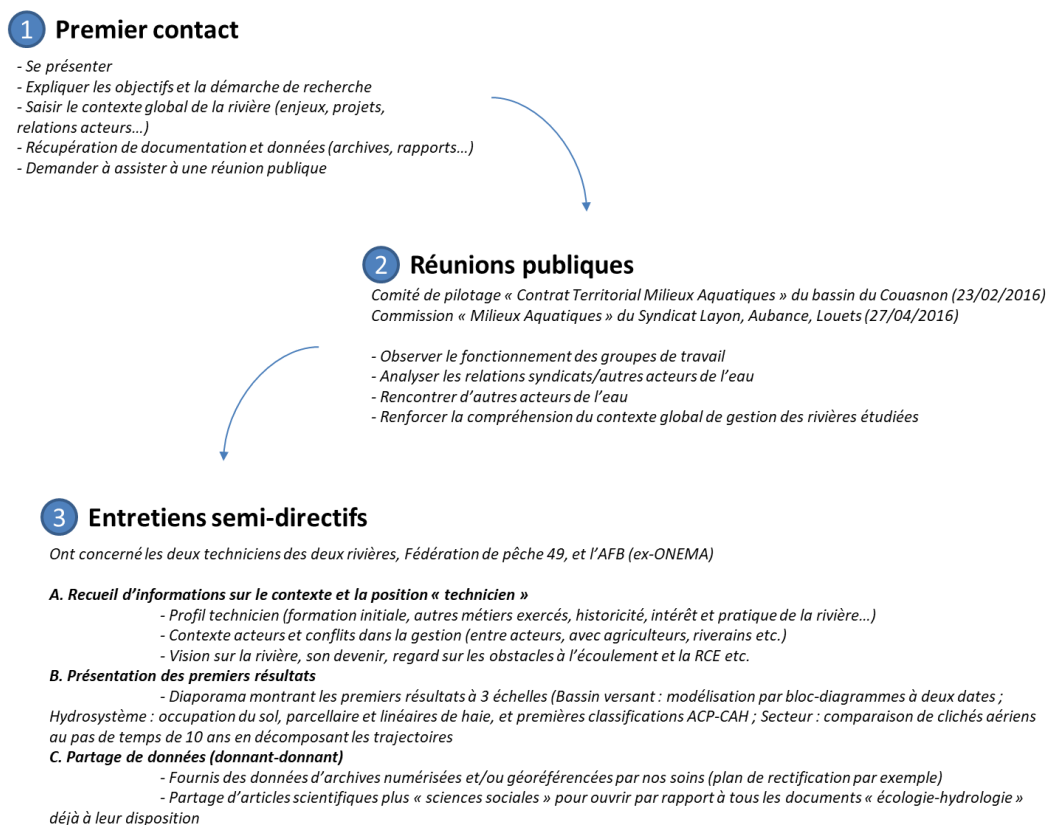 1 Premier contact
- Se présenter
- Expliquer les objectifs et la démarche de recherche
- Saisir le contexte global de la rivière (enjeux, projets,
relations acteurs…)
- Récupération de documentation et données (archives, rapports…)
- Demander à assister à une réunion publique
2 Réunions publiques
Comité de pilotage « Contrat Territorial Milieux Aquatiques » du bassin du Couasnon (23/02/2016)
Commission « Milieux Aquatiques » du Syndicat Layon, Aubance, Louets (27/04/2016)
- Observer le fonctionnement des groupes de travail
- Analyser les relations syndicats/autres acteurs de l’eau
- Rencontrer d’autres acteurs de l’eau
- Renforcer la compréhension du contexte global de gestion des rivières étudiées
3 Entretiens semi-directifs
Ont concerné les deux techniciens des deux rivières, Fédération de pêche 49, et l’AFB (ex-ONEMA)
A. Recueil d’informations sur le contexte et la position « technicien »
- Profil technicien (formation initiale, autres métiers exercés, historicité, intérêt et pratique de la rivière…)
- Contexte acteurs et conflits dans la gestion (entre acteurs, avec agriculteurs, riverains etc.)
- Vision sur la rivière, son devenir, regard sur les obstacles à l’écoulement et la RCE etc.
B. Présentation des premiers résultats
- Diaporama montrant les premiers résultats à 3 échelles (Bassin versant : modélisation par bloc-diagrammes à deux dates ;
Hydrosystème : occupation du sol, parcellaire et linéaires de haie, et premières classifications ACP-CAH ; Secteur : comparaison de clichés aériens
au pas de temps de 10 ans en décomposant les trajectoires
C. Partage de données (donnant-donnant)
- Fournis des données d’archives numérisées et/ou géoréférencées par nos soins (plan de rectification par exemple)
- Partage d’articles scientifiques plus « sciences sociales » pour ouvrir par rapport à tous les documents « écologie-hydrologie »
déjà à leur disposition